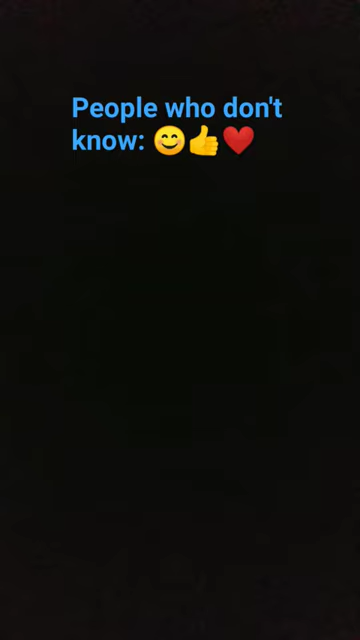 People who don't
know: 😊👍❤️